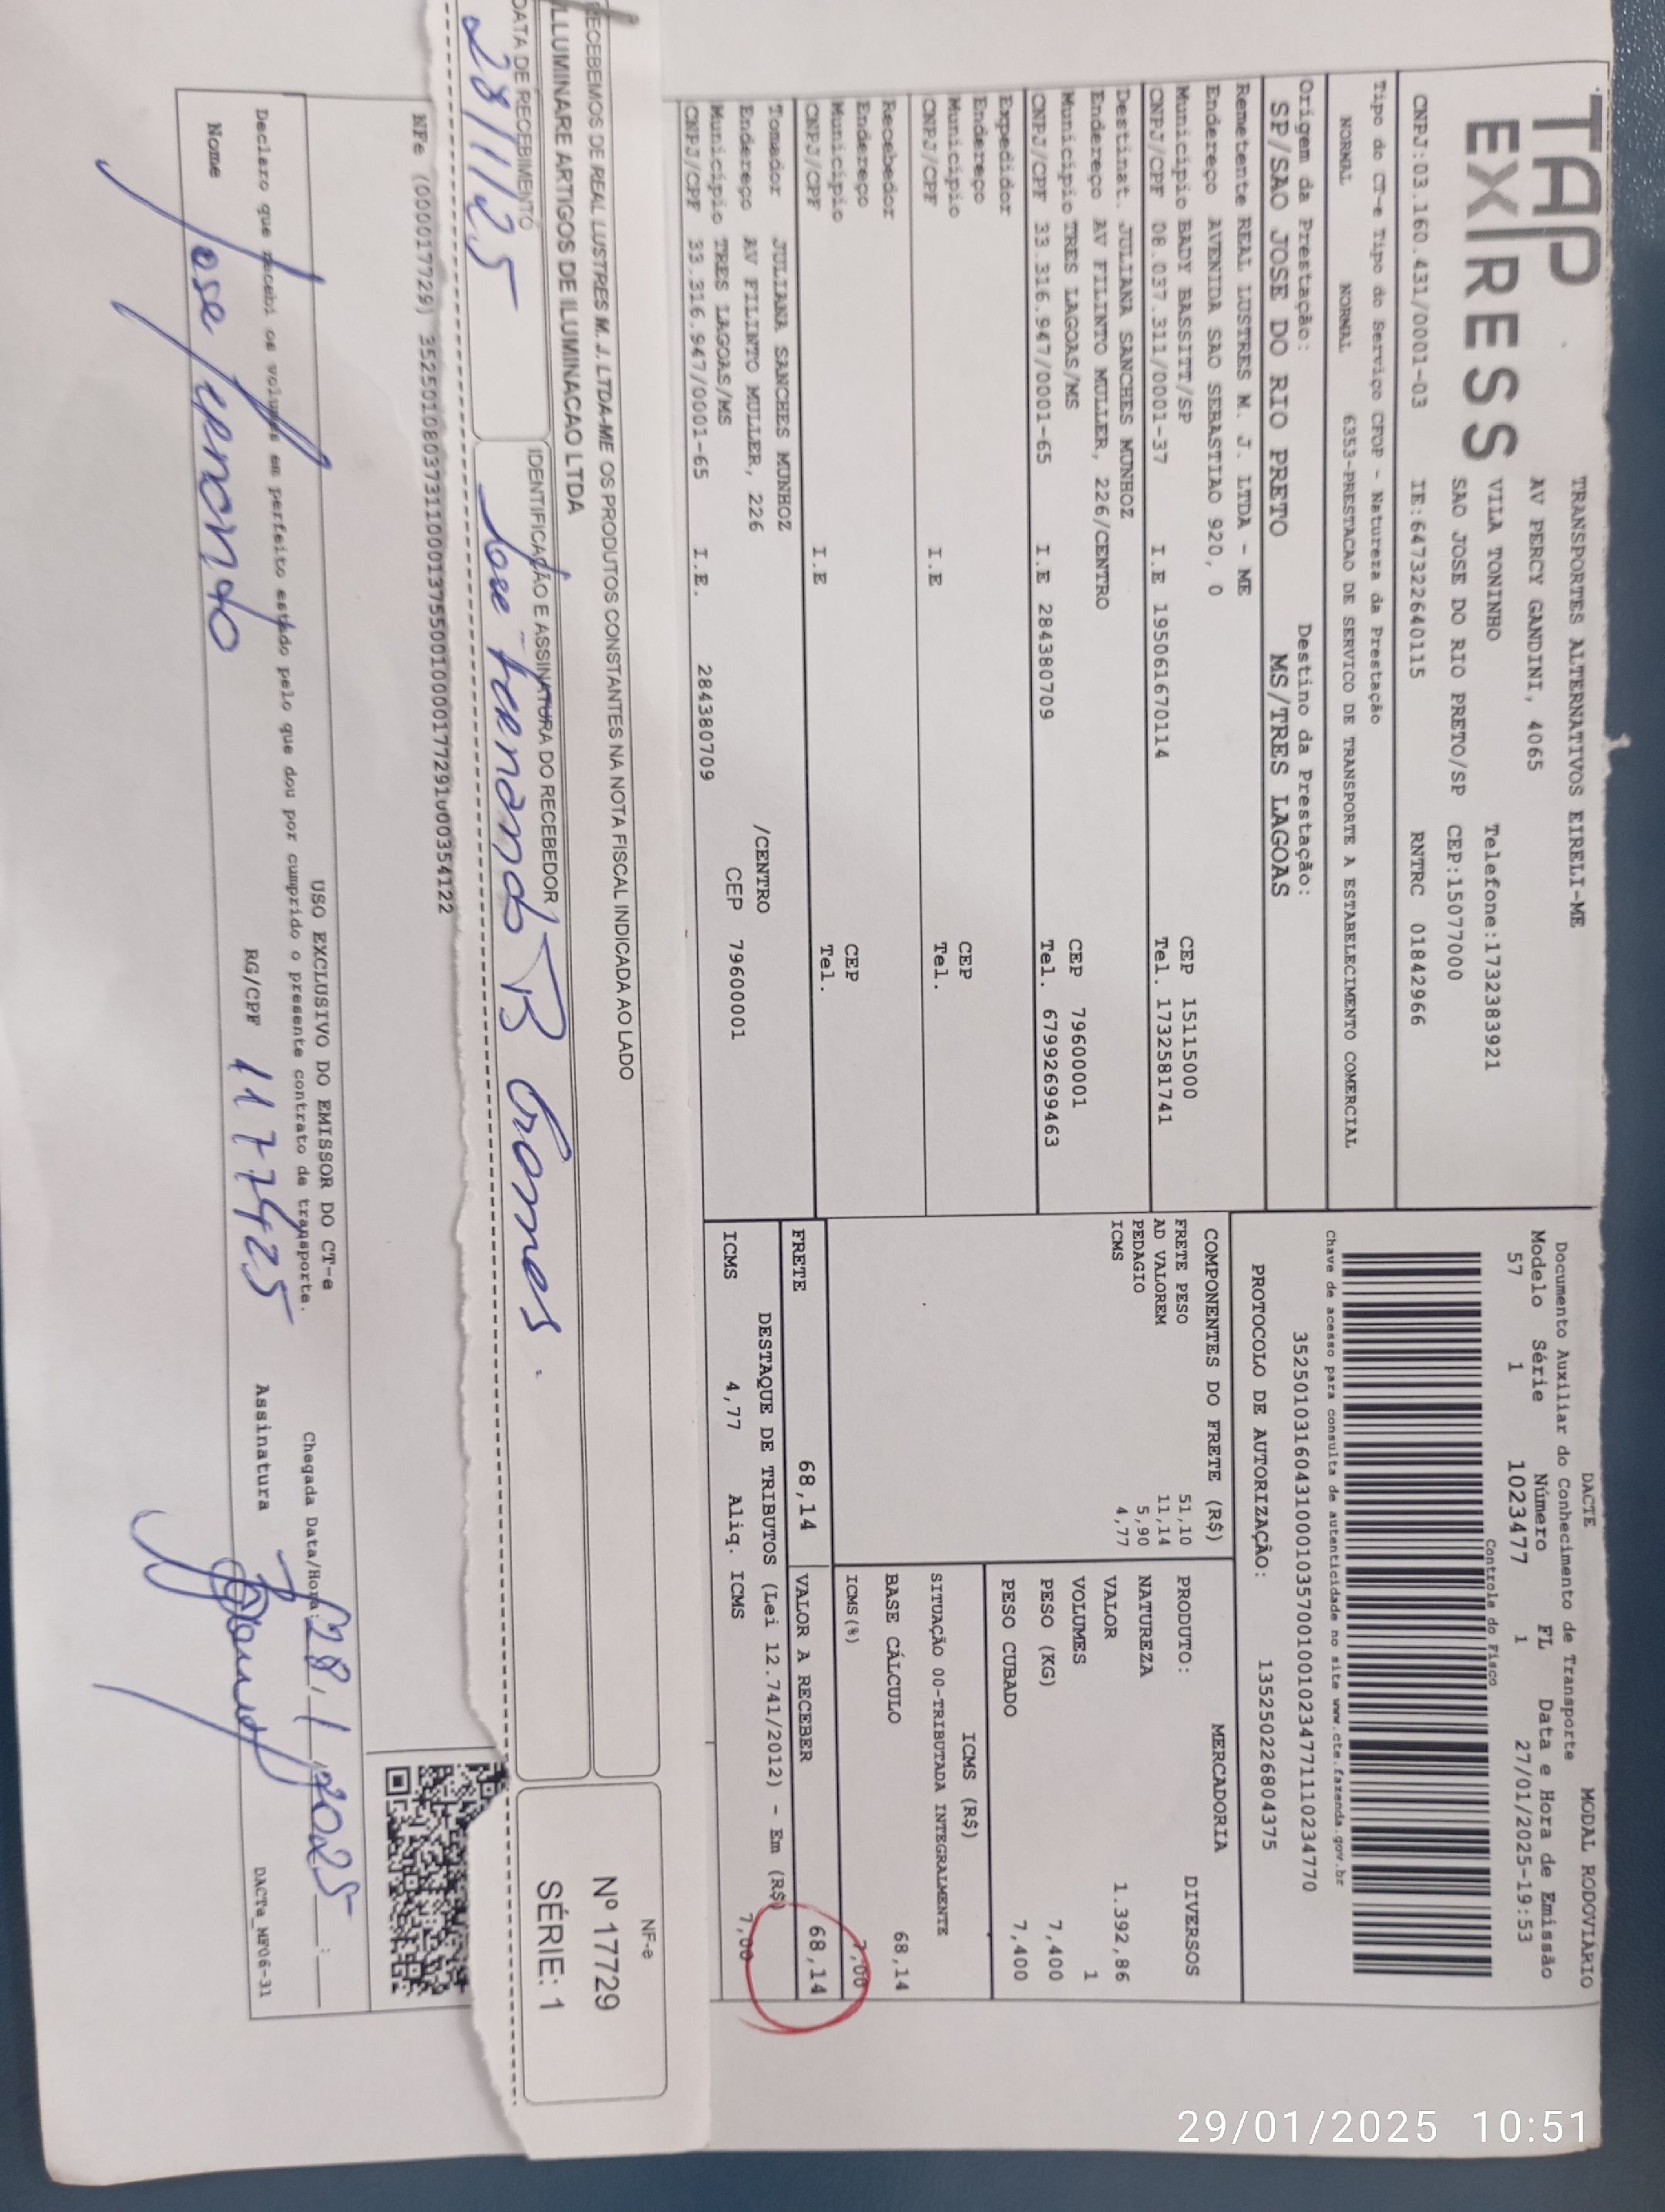 TAP
EXPRESS
TRANSPORTES ALTERNATIVOS EIRELI-ME
AV PERCY GANDINI, 4065
VILA TONINHO Telefone:1732383921
SAO JOSE DO RIO PRETO/SP CEP:15077000
CNPJ:03.160.431/0001-03 IE:647322640115 RNTRC 01842966
DACTE MODAL RODOVIÁRIO
Documento Auxiliar do Conhecimento de Transporte
Modelo Série Número FL Data e Hora de Emissão
57 1 1023477 1 27/01/2025-19:53
Controle do Fisco
Tipo do CT-e Tipo do Serviço CFOP - Natureza da Prestação
NORMAL NORMAL 6353-PRESTACAO DE SERVICO DE TRANSPORTE A ESTABELECIMENTO COMERCIAL
Chave de acesso para consulta de autenticidade no site www.cte.fazenda.gov.br
35250103160431000103570010010234771110234770
Origem da Prestação: Destino da Prestação:
SP/SAO JOSE DO RIO PRETO MS/TRES LAGOAS
PROTOCOLO DE AUTORIZAÇÃO: 135250226804375
Remetente REAL LUSTRES M. J. LTDA - ME
Endereço AVENIDA SAO SEBASTIAO 920, 0
Município BADY BASSITT/SP CEP 15115000
CNPJ/CPF 08.037.311/0001-37 I.E 195061670114 Tel. 1732581741
Destinat. JULIANA SANCHES MUNHOZ
Endereço AV FILINTO MULLER, 226/CENTRO
Município TRES LAGOAS/MS CEP 79600001
CNPJ/CPF 33.316.947/0001-65 I.E 284380709 Tel. 67992699463
Expedidor
Endereço
Município CEP
CNPJ/CPF I.E Tel.
Recebedor
Endereço
Município CEP
CNPJ/CPF I.E Tel.
Tomador JULIANA SANCHES MUNHOZ
Endereço AV FILINTO MULLER, 226 /CENTRO
Município TRES LAGOAS/MS CEP 79600001
CNPJ/CPF 33.316.947/0001-65 I.E. 284380709
COMPONENTES DO FRETE (R$)
FRETE PESO 51,10
AD VALOREM 11,14
PEDAGIO 5,90
ICMS 4,77
MERCADORIA
PRODUTO: DIVERSOS
NATUREZA
VALOR 1.392,86
VOLUMES 1
PESO (KG) 7,400
PESO CUBADO 7,400
ICMS (R$)
SITUAÇÃO 00-TRIBUTADA INTEGRALMENTE
BASE CÁLCULO 68,14
ICMS(%) 7,00
FRETE 68,14 VALOR A RECEBER 68,14
DESTAQUE DE TRIBUTOS (Lei 12.741/2012) - Em (R$)
ICMS 4,77 Aliq. ICMS 7,00
RECEBEMOS DE REAL LUSTRES M. J. LTDA-ME OS PRODUTOS CONSTANTES NA NOTA FISCAL INDICADA AO LADO
ILLUMINARE ARTIGOS DE ILUMINACAO LTDA
DATA DE RECEBIMENTO IDENTIFICAÇÃO E ASSINATURA DO RECEBEDOR
28/1/25 Jose Fernando B Gomes.
NF-e
Nº 17729
SÉRIE: 1
NFe (000017729) 35250108037311000137550010000177291000354122
USO EXCLUSIVO DO EMISSOR DO CT-e
Declaro que recebi os volumes em perfeito estado pelo que dou por cumprido o presente contrato de transporte.
Chegada Data/Hora: 28/1/2025 :
Nome Jose Fernando RG/CPF 1177425 Assinatura
DACTe_MF06-31
29/01/2025 10:51